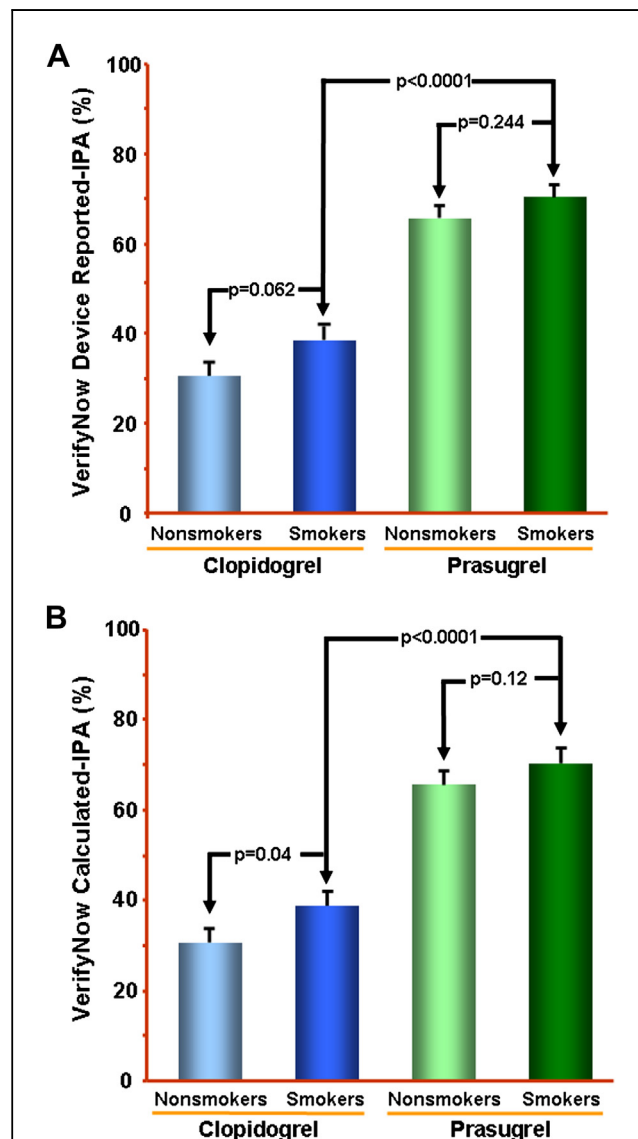 A
VerifyNow Device Reported-IPA (%)
100
80
60
40
20
0
p<0.0001
p=0.244
p=0.062
Nonsmokers Smokers Nonsmokers Smokers
Clopidogrel Prasugrel
B
VerifyNow Calculated-IPA (%)
100
80
60
40
20
0
p<0.0001
p=0.12
p=0.04
Nonsmokers Smokers Nonsmokers Smokers
Clopidogrel Prasugrel